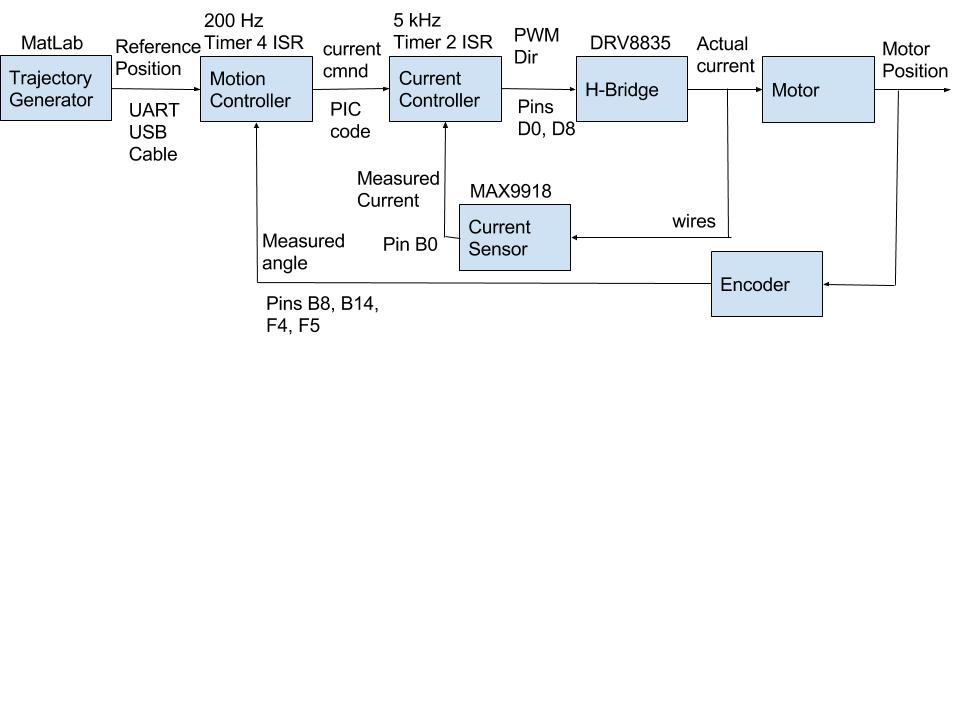 MatLab
Trajectory
Generator
Reference
Position
UART
USB
Cable
200 Hz
Timer 4 ISR
Motion
Controller
current
cmnd
PIC
code
5 kHz
Timer 2 ISR
Current
Controller
PWM
Dir
Pins
D0, D8
DRV8835
H-Bridge
Actual
current
Motor
Motor
Position
Measured
Current
Pin B0
MAX9918
Current
Sensor
wires
Measured
angle
Pins B8, B14,
F4, F5
Encoder